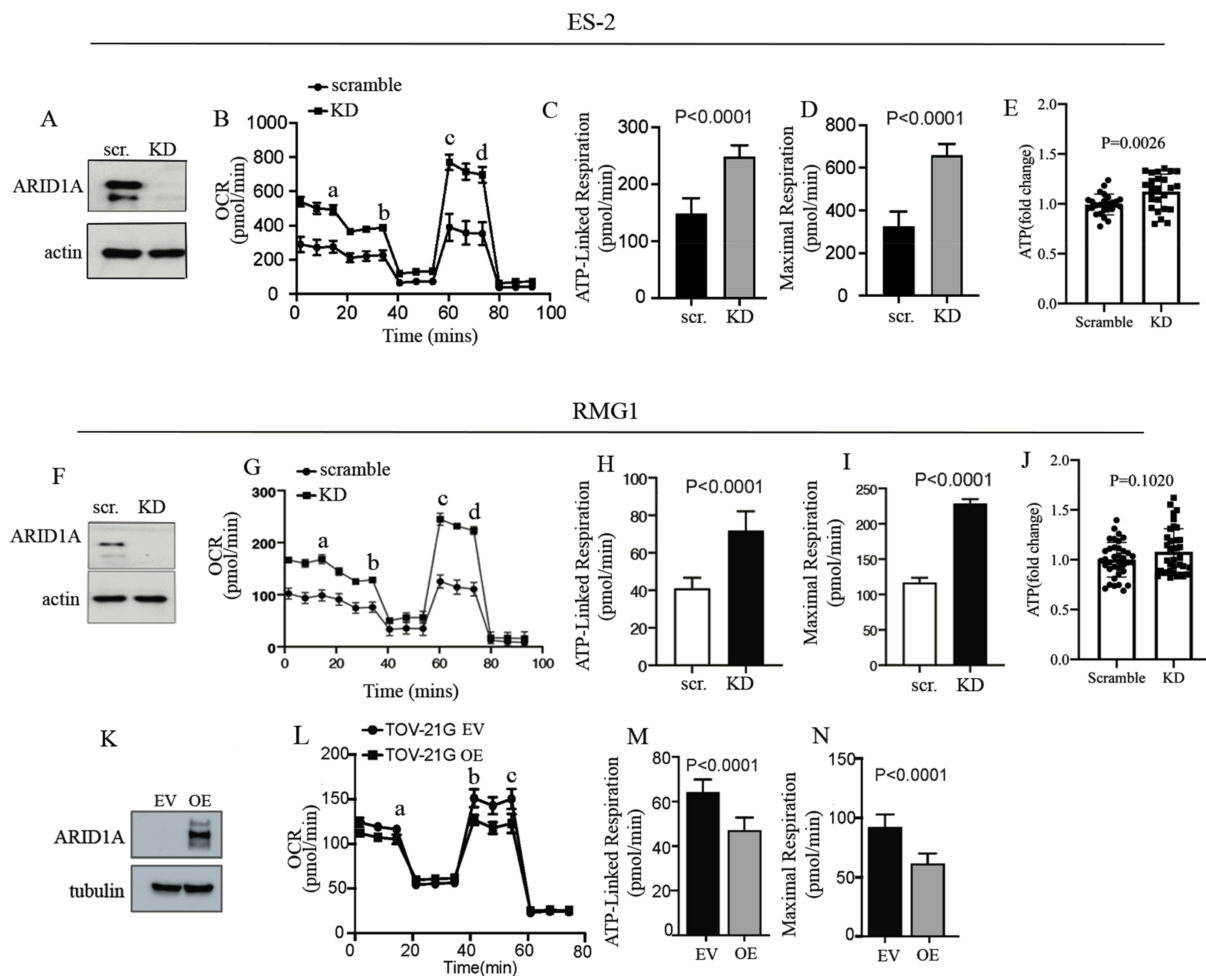 ES-2
A
scr. KD
ARID1A
actin
B
scramble
KD
OCR
(pmol/min)
1000
800
600
400
200
0
a
b
c
d
0 20 40 60 80 100
Time (mins)
C
P<0.0001
ATP-Linked Respiration
(pmol/min)
300
150
0
scr. KD
D
P<0.0001
Maximal Respiration
(pmol/min)
800
600
400
200
0
scr. KD
E
P=0.0026
ATP(fold change)
2.0
1.5
1.0
0.5
0.0
Scramble KD
RMG1
F
scr. KD
ARID1A
actin
G
scramble
KD
OCR
(pmol/min)
300
200
100
0
a
b
c
d
0 20 40 60 80 100
Time (mins)
H
P<0.0001
ATP-Linked Respiration
(pmol/min)
80
60
40
20
0
scr. KD
I
P<0.0001
Maximal Respiration
(pmol/min)
250
200
150
100
50
0
scr. KD
J
P=0.1020
ATP(fold change)
2.0
1.5
1.0
0.5
0.0
Scramble KD
K
EV OE
ARID1A
tubulin
L
TOV-21G EV
TOV-21G OE
OCR
(pmol/min)
200
150
100
50
0
a
b
c
0 20 40 60 80
Time(min)
M
P<0.0001
ATP-Linked Respiration
(pmol/min)
80
60
40
20
0
EV OE
N
P<0.0001
Maximal Respiration
(pmol/min)
150
100
50
0
EV OE